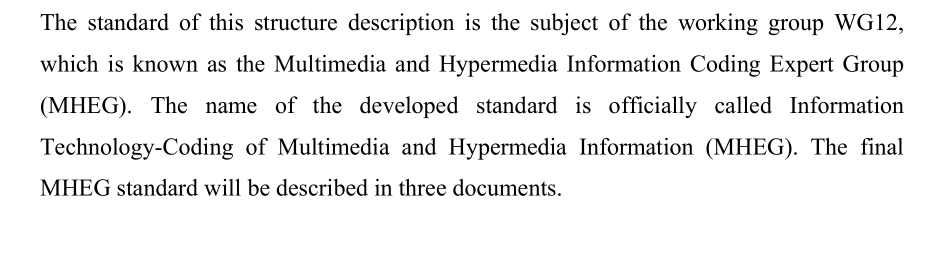 The standard of this structure description is the subject of the working group WG12,
which is known as the Multimedia and Hypermedia Information Coding Expert Group
(MHEG). The name of the developed standard is officially called Information
Technology-Coding of Multimedia and Hypermedia Information (MHEG). The final
MHEG standard will be described in three documents.